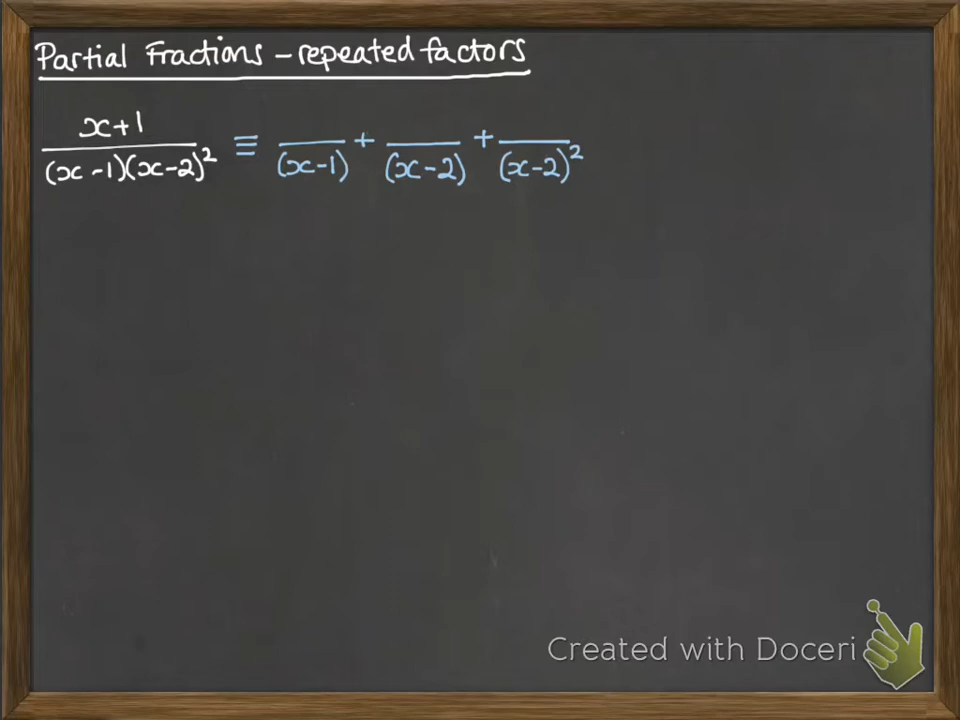 Partial Fractions - repeated factors
x+1
(x-1)(x-2)² ≡ (x-1) + (x-2) + (x-2)²
Created with Doceri